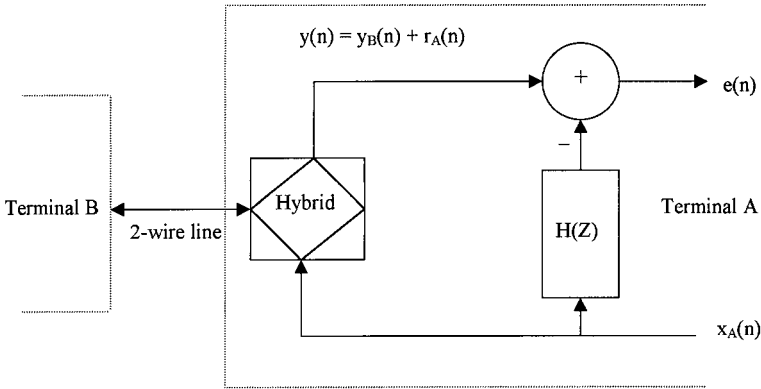 y(n) = y_B(n) + r_A(n)
+
e(n)
−
Hybrid
Terminal B
2-wire line
H(Z)
Terminal A
x_A(n)